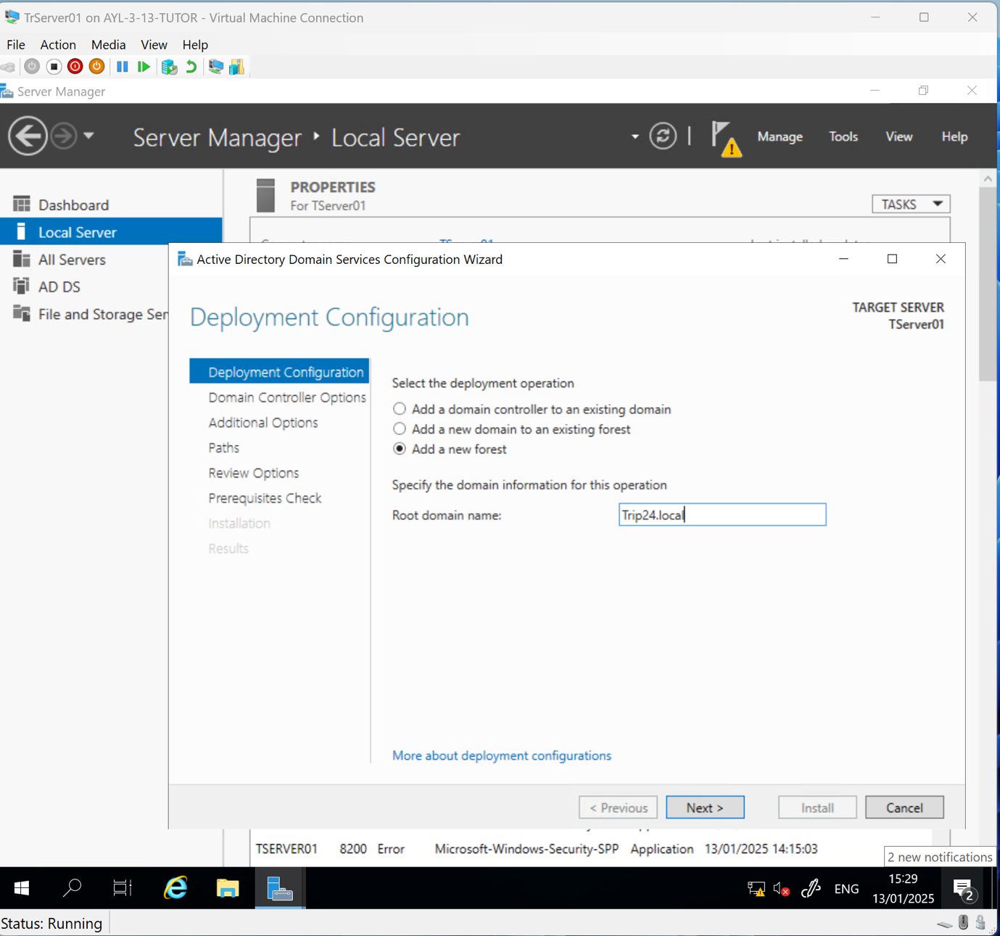 TrServer01 on AYL-3-13-TUTOR - Virtual Machine Connection
File Action Media View Help
Server Manager
Server Manager ‣ Local Server
Manage Tools View Help
Dashboard
Local Server
All Servers
AD DS
File and Storage Ser
PROPERTIES
For TServer01
TASKS
Active Directory Domain Services Configuration Wizard
Deployment Configuration
TARGET SERVER
TServer01
Deployment Configuration
Domain Controller Options
Additional Options
Paths
Review Options
Prerequisites Check
Installation
Results
Select the deployment operation
Add a domain controller to an existing domain
Add a new domain to an existing forest
Add a new forest
Specify the domain information for this operation
Root domain name: Trip24.local
More about deployment configurations
< Previous Next > Install Cancel
TSERVER01 8200 Error Microsoft-Windows-Security-SPP Application 13/01/2025 14:15:03
2 new notifications
ENG
15:29
13/01/2025
2
Status: Running